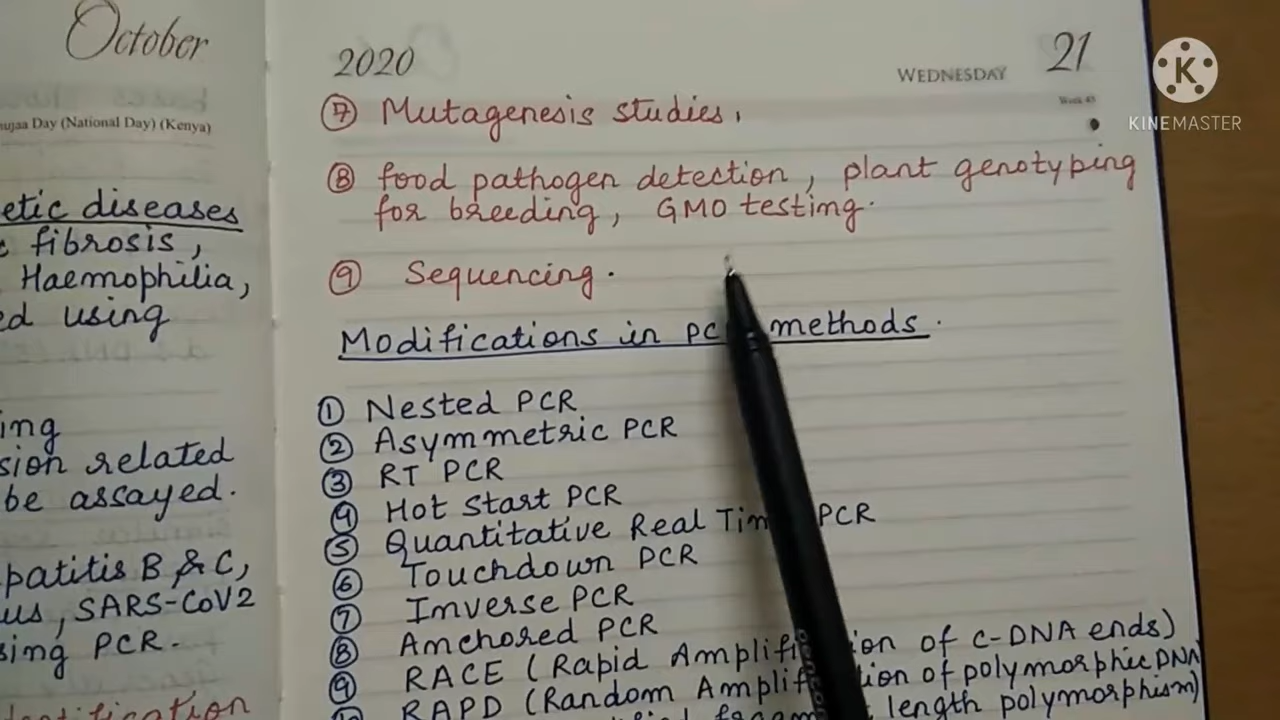 October
ujaa Day (National Day) (Kenya)
etic diseases
c fibrosis,
Haemophilia,
ed using
ing
sion related
be assayed.
patitis B & C,
us, SARS-CoV2
sing PCR.
2020
WEDNESDAY 21
Week 43
⑦ Mutagenesis studies.
⑧ food pathogen detection, plant genotyping
for breeding, GMO testing.
⑨ Sequencing.
Modifications in PC methods.
① Nested PCR
② Asymmetric PCR
③ RT PCR
④ Hot Start PCR
⑤ Quantitative Real Tim PCR
⑥ Touchdown PCR
⑦ Inverse PCR
⑧ Anchored PCR
⑨ RACE (Rapid Amplifi ion of C-DNA ends)
RAPD (Random Amplif tion of polymorphic DNA
length polymorphism)
K
KINEMASTER